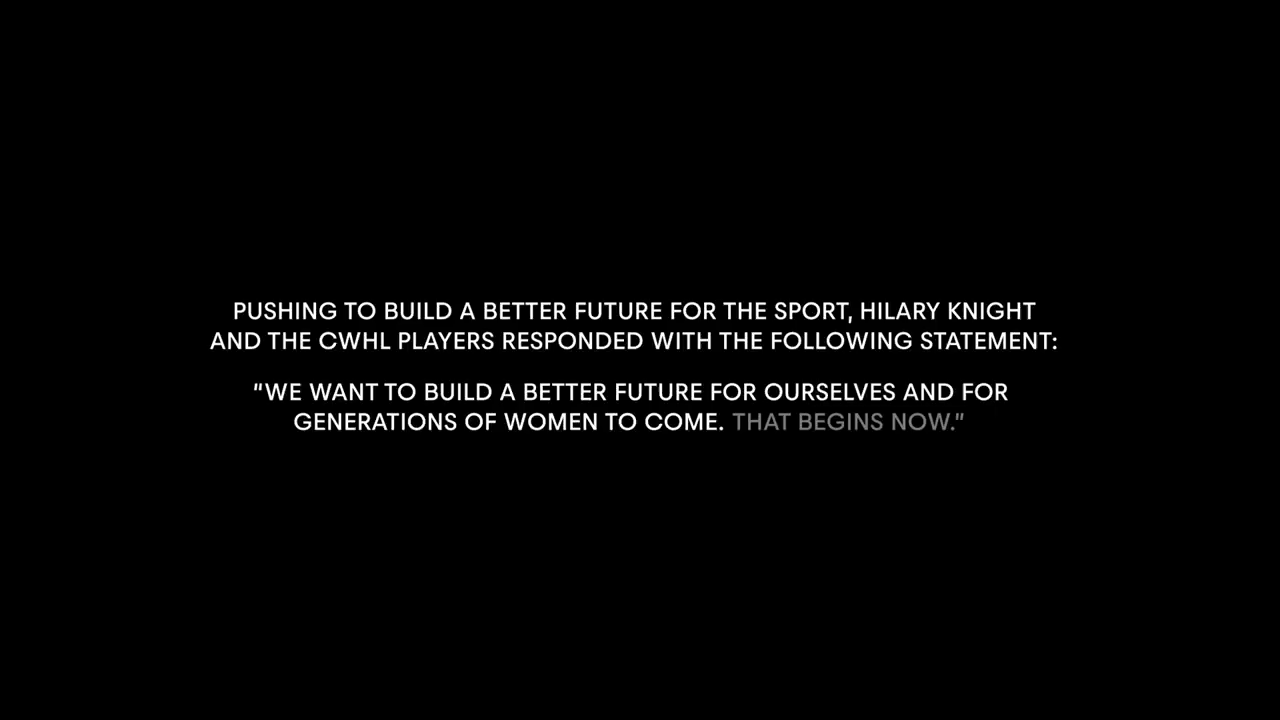 PUSHING TO BUILD A BETTER FUTURE FOR THE SPORT, HILARY KNIGHT
AND THE CWHL PLAYERS RESPONDED WITH THE FOLLOWING STATEMENT:
"WE WANT TO BUILD A BETTER FUTURE FOR OURSELVES AND FOR
GENERATIONS OF WOMEN TO COME. THAT BEGINS NOW."